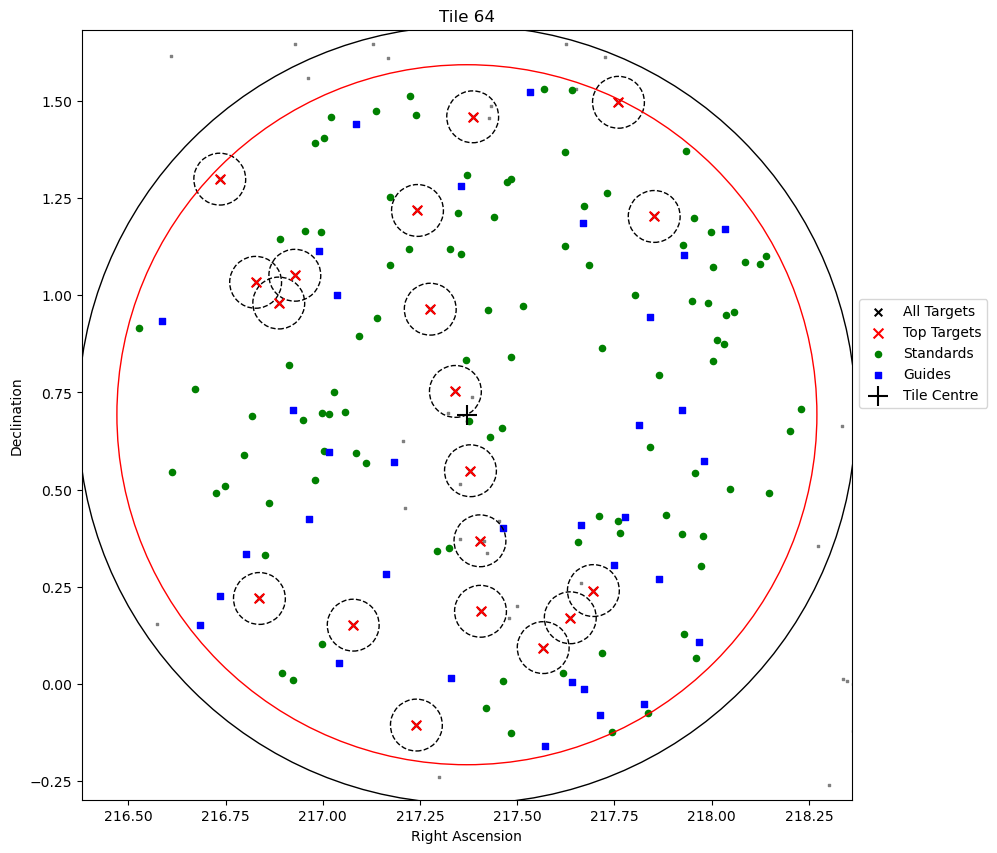 Tile 64
1.50
1.25
1.00
0.75
0.50
0.25
0.00
−0.25
Declination
216.50 216.75 217.00 217.25 217.50 217.75 218.00 218.25
Right Ascension
All Targets
Top Targets
Standards
Guides
Tile Centre